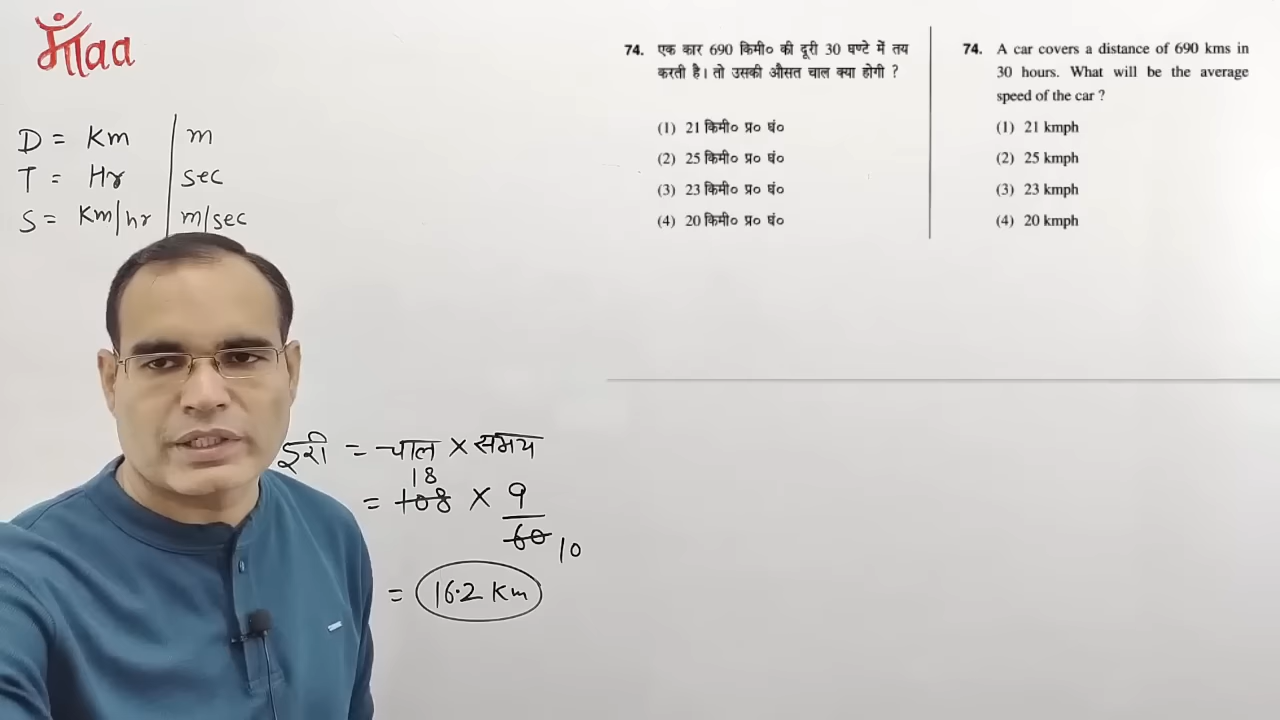 माँaa
D = Km | m
T = Hr | sec
S = Km/hr | m/sec
74. एक कार 690 किमी० की दूरी 30 घण्टे में तय
करती है। तो उसकी औसत चाल क्या होगी ?
(1) 21 किमी० प्र० घं०
(2) 25 किमी० प्र० घं०
(3) 23 किमी० प्र० घं०
(4) 20 किमी० प्र० घं०
74. A car covers a distance of 690 kms in
30 hours. What will be the average
speed of the car ?
(1) 21 kmph
(2) 25 kmph
(3) 23 kmph
(4) 20 kmph
दूरी = चाल × समय
18
= 108 × 9
60 10
= 16.2 Km